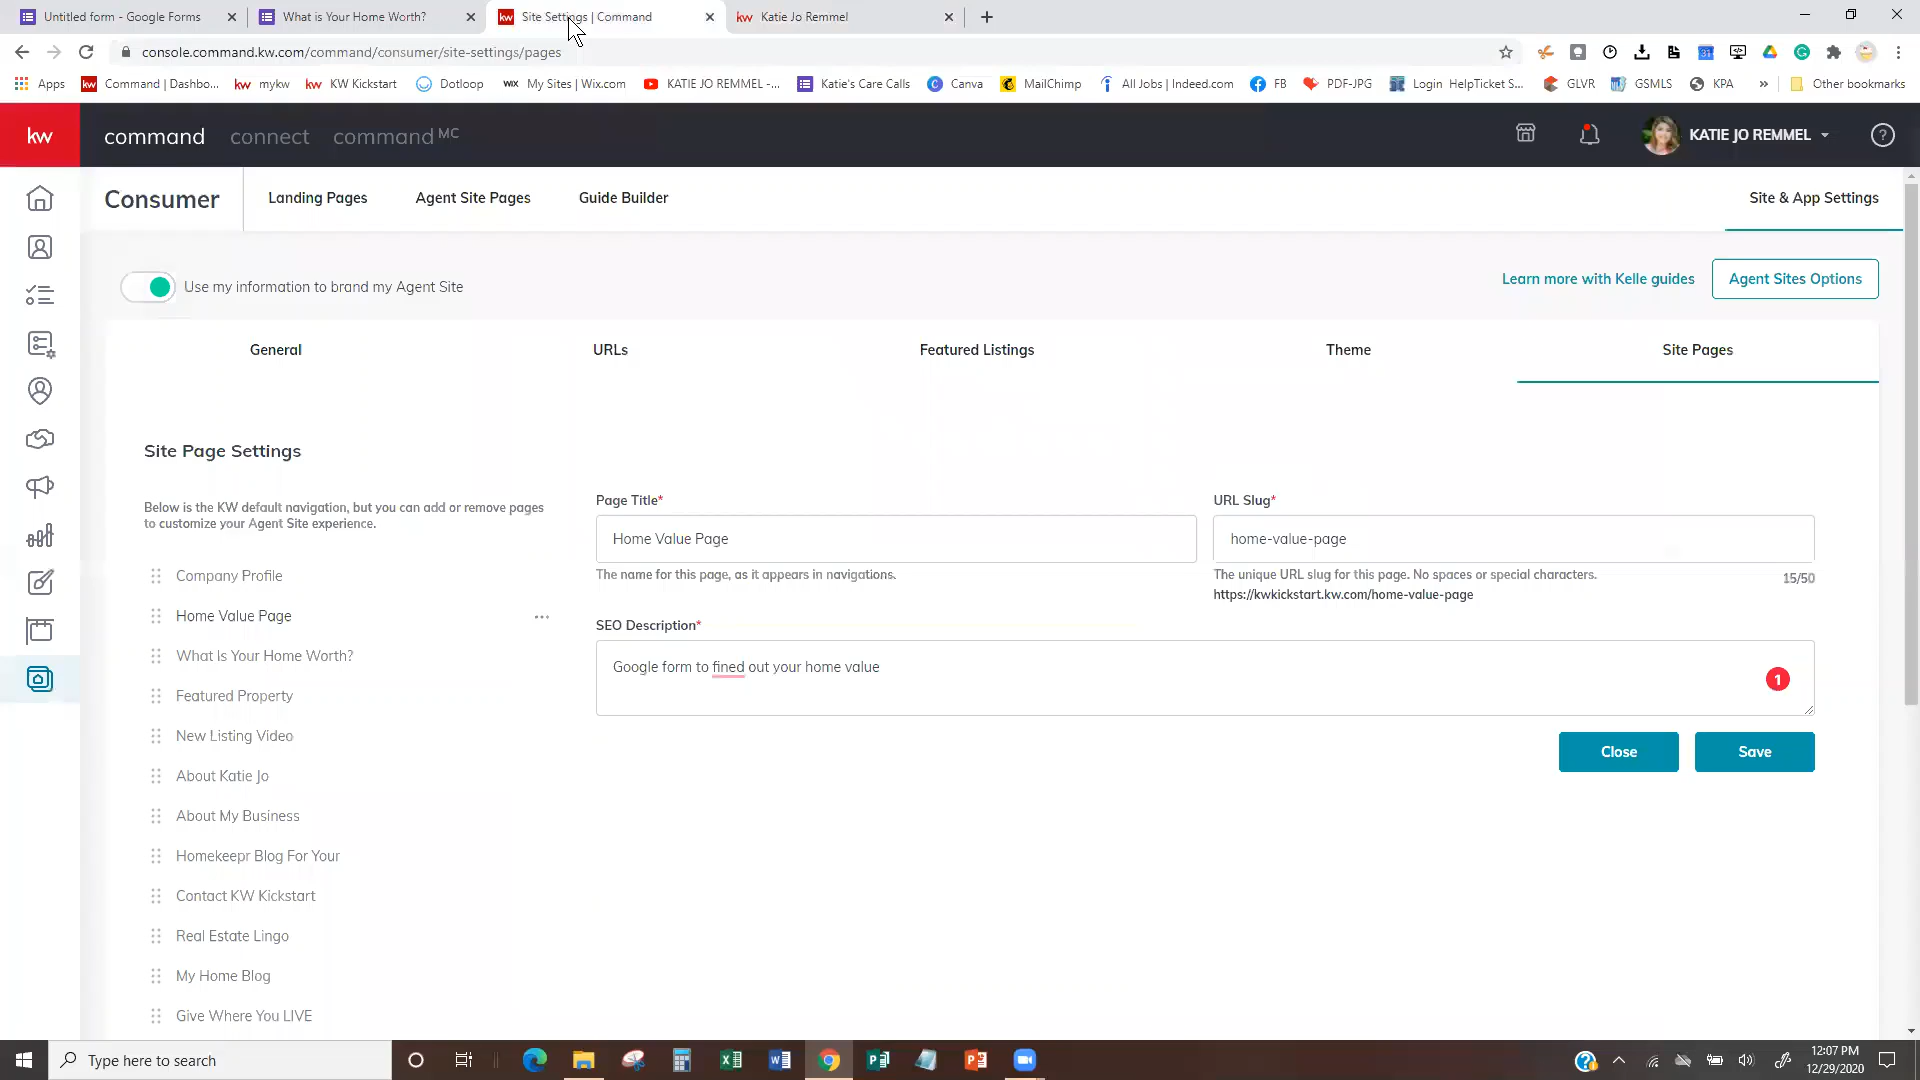 Untitled form - Google Forms
What is Your Home Worth?
Site Settings | Command
kw Katie Jo Remmel
console.command.kw.com/command/consumer/site-settings/pages
Apps
kw Command | Dashbo...
kw mykw
kw KW Kickstart
Dotloop
WIX My Sites | Wix.com
KATIE JO REMMEL -...
Katie's Care Calls
Canva
MailChimp
All Jobs | Indeed.com
FB
PDF-JPG
Login HelpTicket S...
GLVR
GSMLS
KPA
»
Other bookmarks
kw
command
connect
command MC
KATIE JO REMMEL
?
Consumer
Landing Pages
Agent Site Pages
Guide Builder
Site & App Settings
Use my information to brand my Agent Site
Learn more with Kelle guides
Agent Sites Options
General
URLs
Featured Listings
Theme
Site Pages
Site Page Settings
Below is the KW default navigation, but you can add or remove pages
to customize your Agent Site experience.
Company Profile
Home Value Page
...
What Is Your Home Worth?
Featured Property
New Listing Video
About Katie Jo
About My Business
Homekeepr Blog For Your
Contact KW Kickstart
Real Estate Lingo
My Home Blog
Give Where You LIVE
Page Title*
Home Value Page
The name for this page, as it appears in navigations.
URL Slug*
home-value-page
The unique URL slug for this page. No spaces or special characters.
15/50
https://kwkickstart.kw.com/home-value-page
SEO Description*
Google form to fined out your home value
1
Close
Save
Type here to search
12:07 PM
12/29/2020